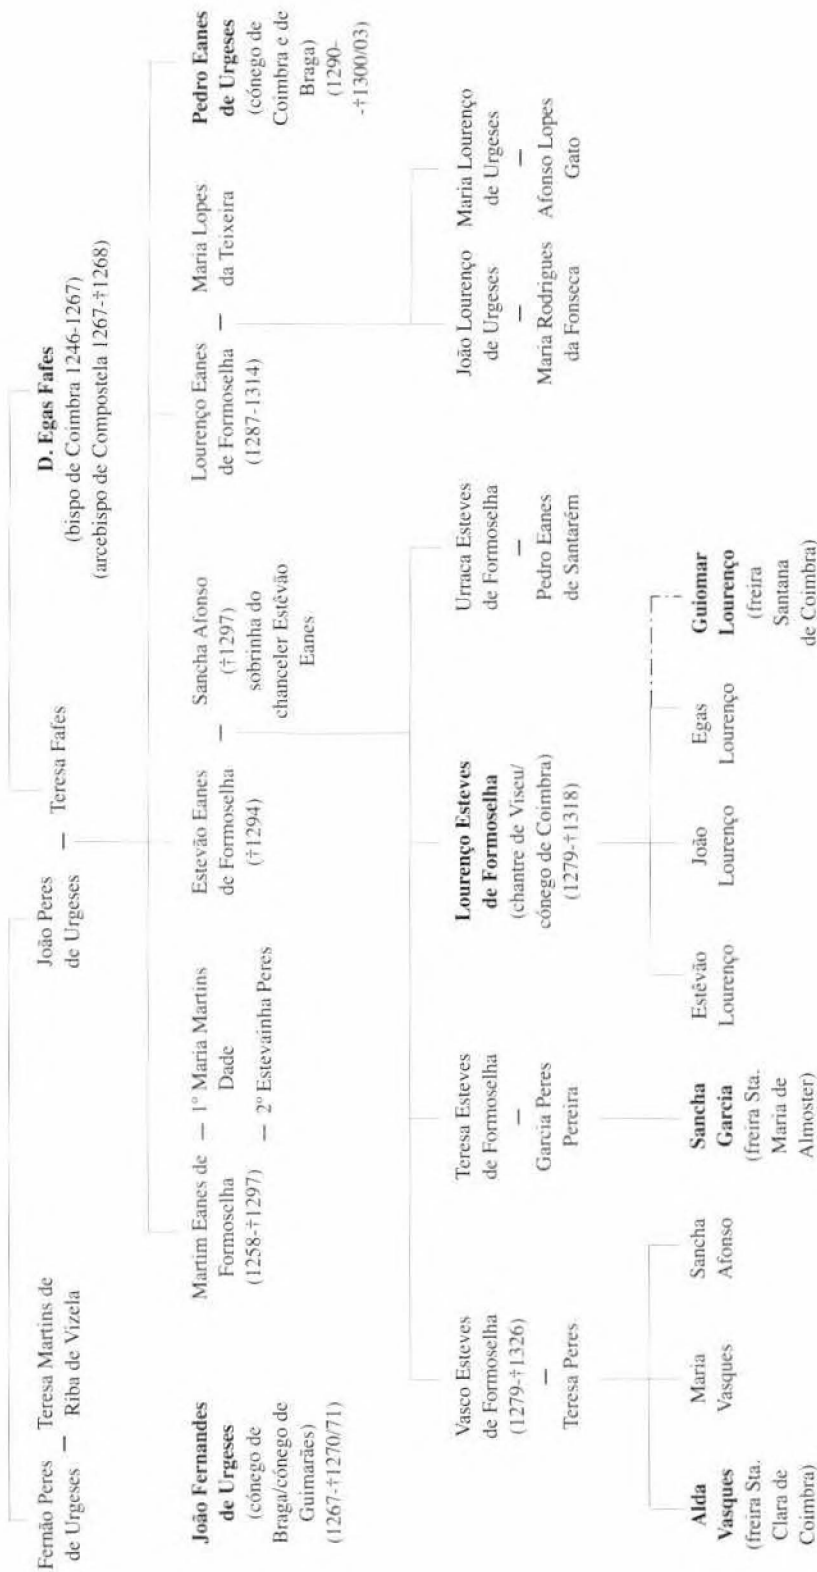 Fernão Peres
de Urgeses
—
Teresa Martins de
Riba de Vizela
João Peres
de Urgeses
—
Teresa Fafes
D. Egas Fafes
(bispo de Coimbra 1246-1267)
(arcebispo de Compostela 1267-†1268)
João Fernandes
de Urgeses
(cónego de
Braga/cónego de
Guimarães)
(1267-†1270/71)
Martim Eanes de
Formoselha
(1258-†1297)
— 1º Maria Martins
Dade
— 2º Estevainha Peres
Estevão Eanes
de Formoselha
(†1294)
—
Sancha Afonso
(†1297)
sobrinha do
chanceler Estêvão
Eanes
Lourenço Eanes
de Formoselha
(1287-1314)
—
Maria Lopes
da Teixeira
Pedro Eanes
de Urgeses
(cónego de
Coimbra e de
Braga)
(1290-
-†1300/03)
Vasco Esteves
de Formoselha
(1279-†1326)
—
Teresa Peres
Teresa Esteves
de Formoselha
—
Garcia Peres
Pereira
Lourenço Esteves
de Formoselha
(chantre de Viseu/
cónego de Coimbra)
(1279-†1318)
Urraca Esteves
de Formoselha
—
Pedro Eanes
de Santarém
João Lourenço
de Urgeses
—
Maria Rodrigues
da Fonseca
Maria Lourenço
de Urgeses
—
Afonso Lopes
Gato
Alda
Vasques
(freira Sta.
Clara de
Coimbra)
Maria
Vasques
Sancha
Afonso
Sancha
Garcia
(freira Sta.
Maria de
Almoster)
Estêvão
Lourenço
João
Lourenço
Egas
Lourenço
Guiomar
Lourenço
(freira
Santana
de Coimbra)